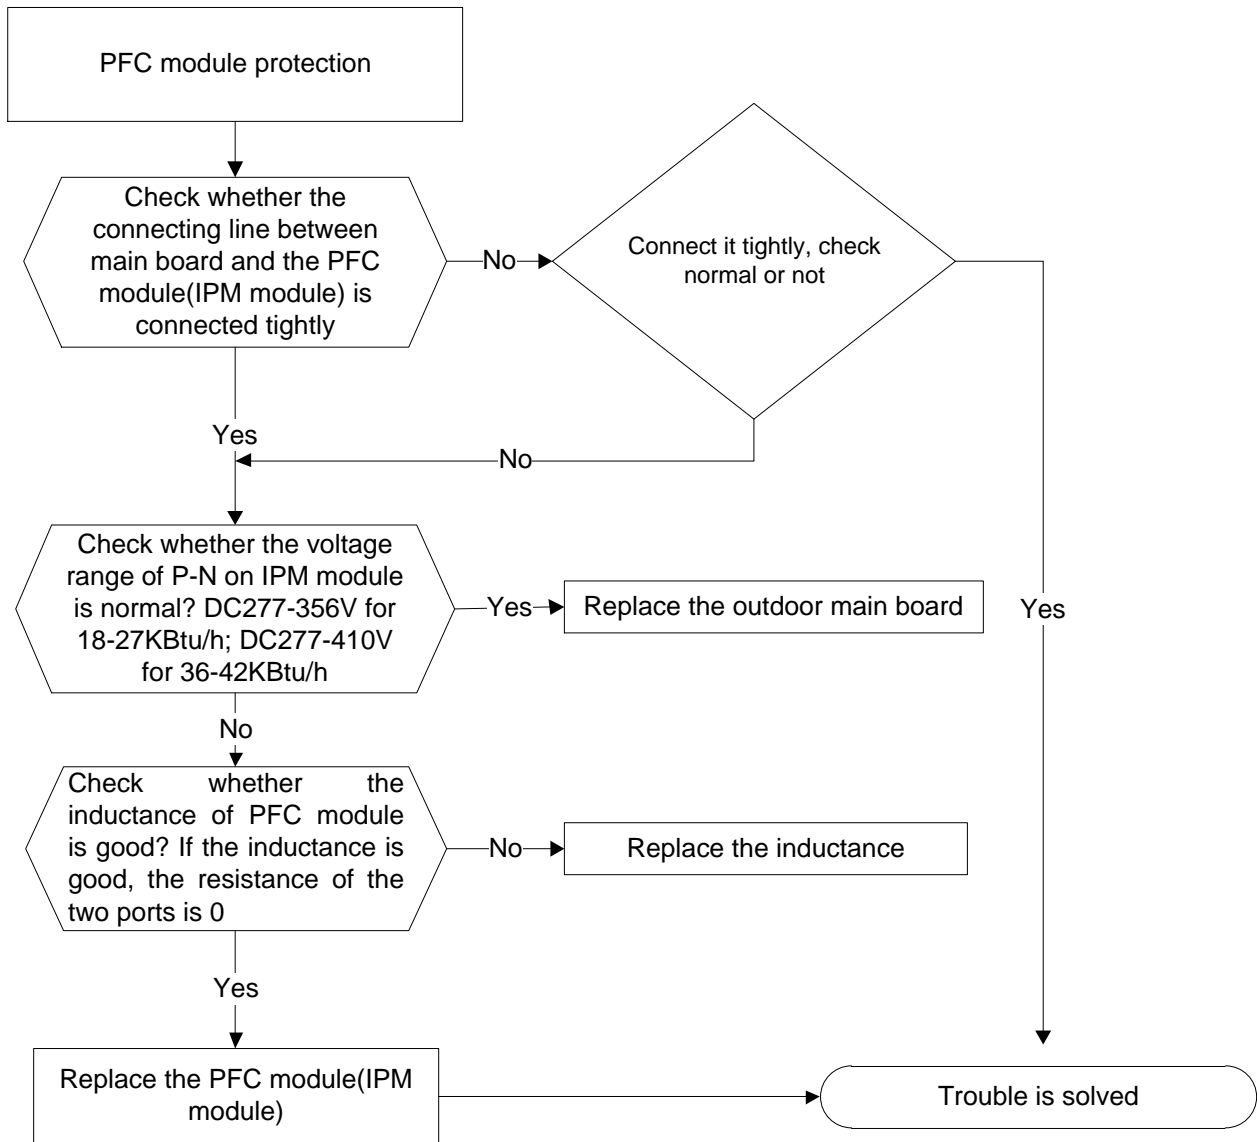 PFC module protection
Check whether the
connecting line between
main board and the PFC
module(IPM module) is
connected tightly
No
Connect it tightly, check
normal or not
Yes
No
Check whether the voltage
range of P-N on IPM module
is normal? DC277-356V for
18-27KBtu/h; DC277-410V
for 36-42KBtu/h
Yes
Replace the outdoor main board
Yes
No
Check whether the
inductance of PFC module
is good? If the inductance is
good, the resistance of the
two ports is 0
No
Replace the inductance
Yes
Replace the PFC module(IPM
module)
Trouble is solved